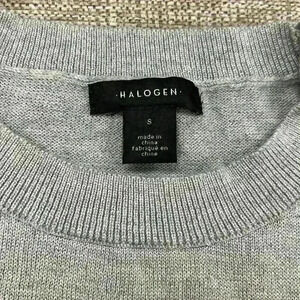 ·HALOGEN·
S
made in
china
fabriqué en
chine